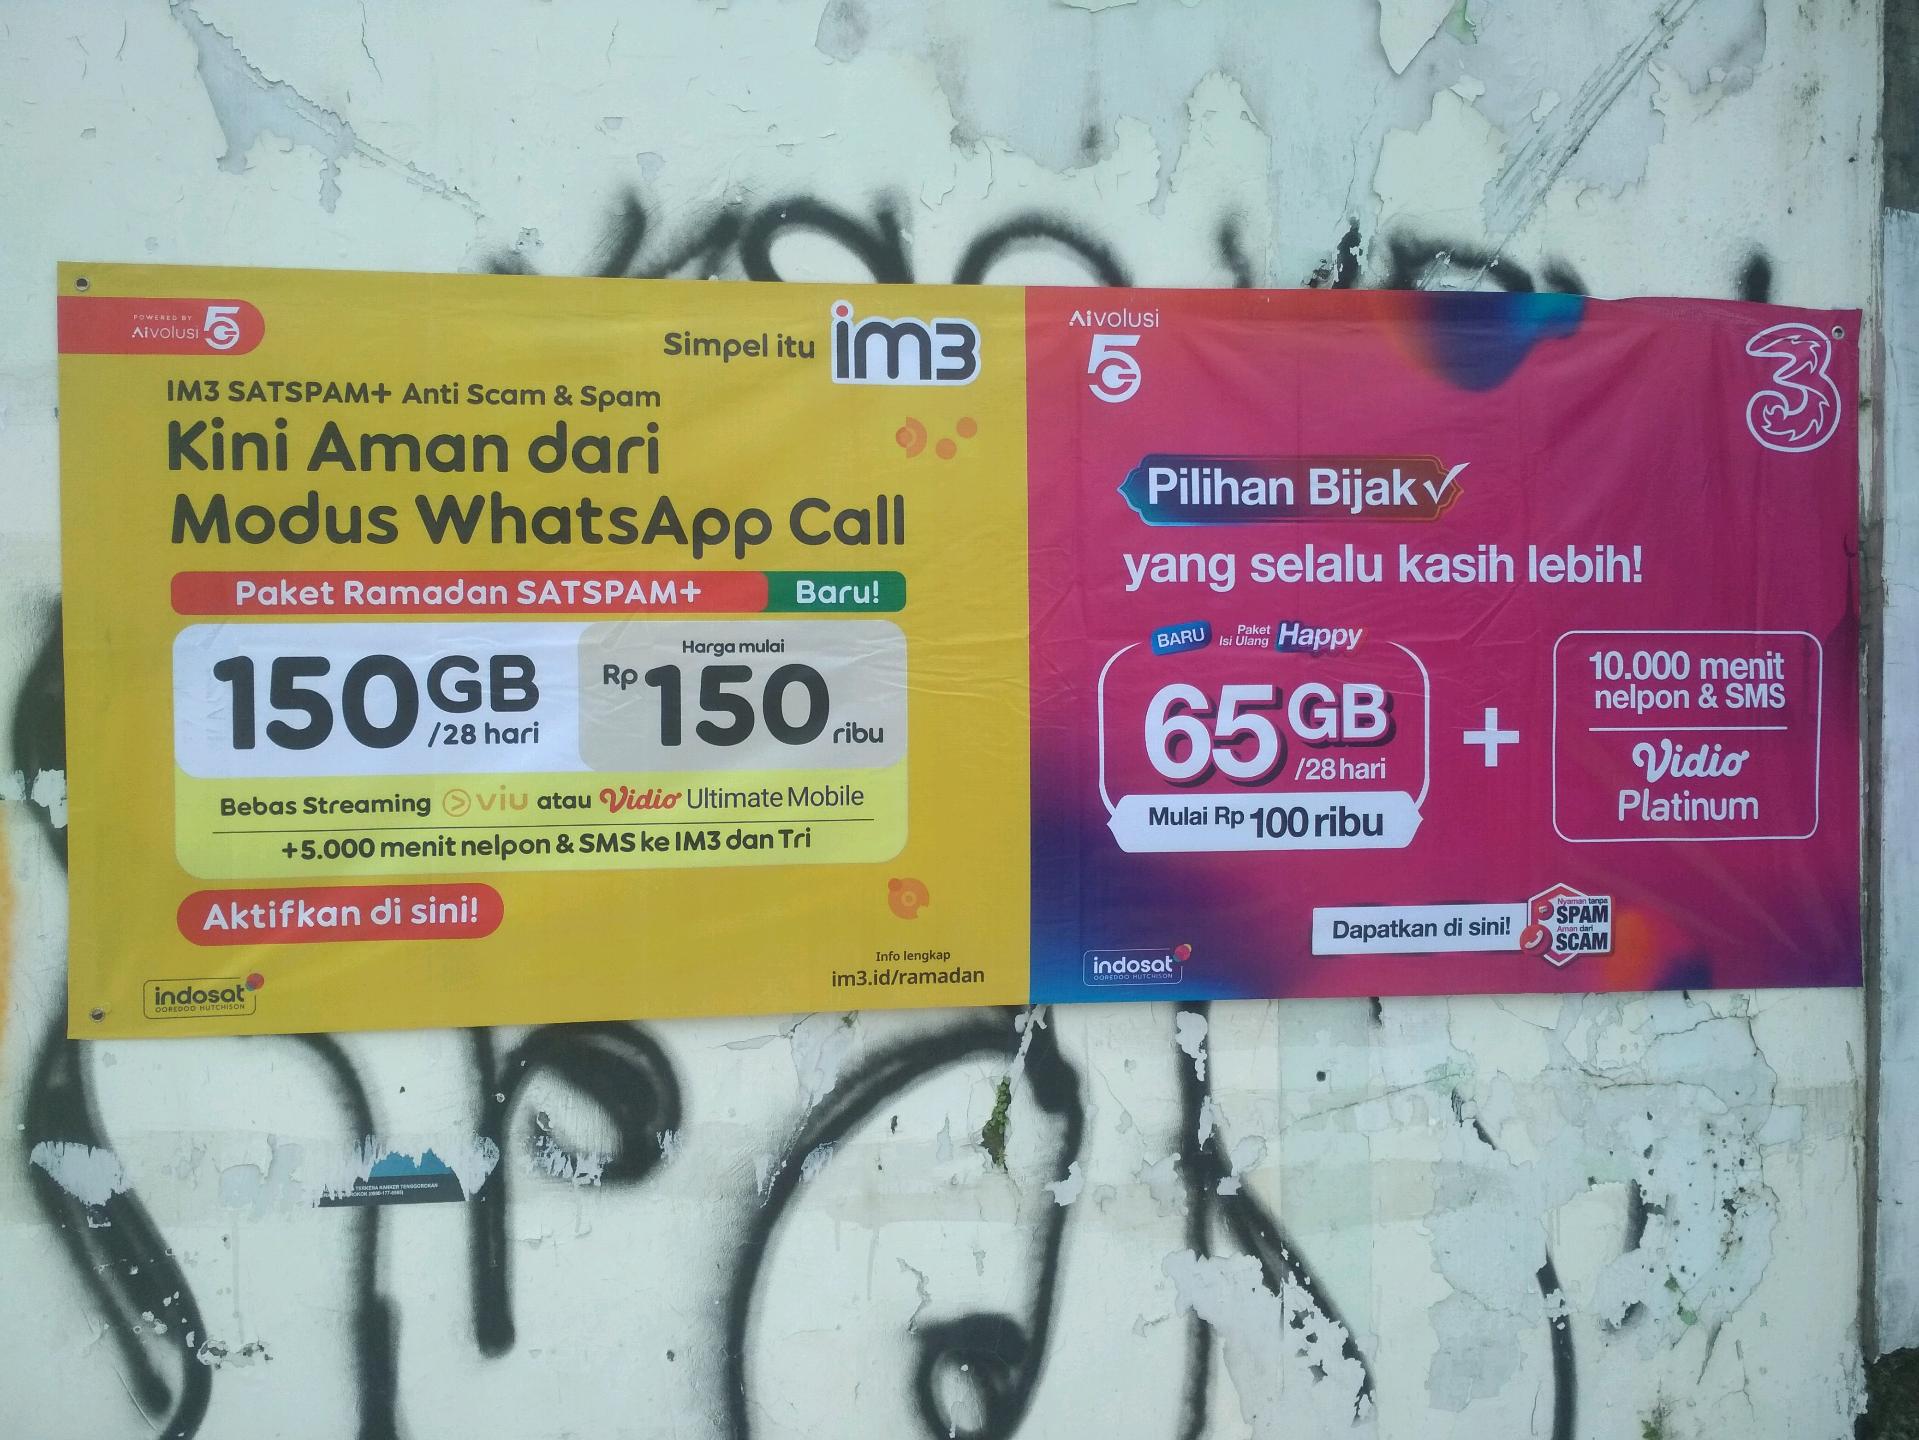 POWERED BY
Aivolusi 5G
Simpel itu im3
IM3 SATSPAM+ Anti Scam & Spam
Kini Aman dari
Modus WhatsApp Call
Paket Ramadan SATSPAM+ Baru!
150GB
/28 hari
Harga mulai
Rp 150 ribu
Bebas Streaming viu atau Vidio Ultimate Mobile
+5.000 menit nelpon & SMS ke IM3 dan Tri
Aktifkan di sini!
Info lengkap
im3.id/ramadan
indosat
OOREDOO HUTCHISON
Aivolusi
5G
3
Pilihan Bijak✓
yang selalu kasih lebih!
BARU Paket Isi Ulang Happy
65 GB
/28 hari
Mulai Rp 100 ribu
+
10.000 menit
nelpon & SMS
Vidio
Platinum
Dapatkan di sini!
Nyaman tanpa
SPAM
Aman dari
SCAM
indosat
OOREDOO HUTCHISON
TERKENA KANKER TENGGOROKAN